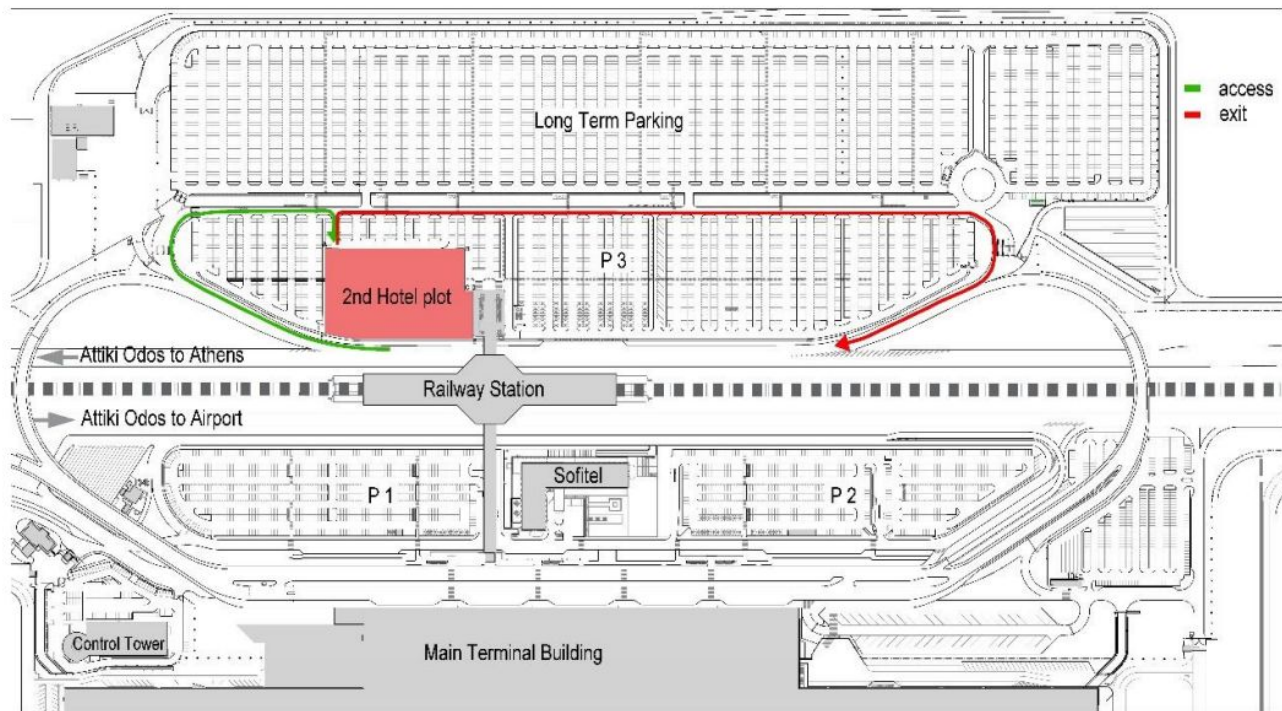 Long Term Parking
access
exit
P 3
2nd Hotel plot
Attiki Odos to Athens
Railway Station
Attiki Odos to Airport
Sofitel
P 1
P 2
Control Tower
Main Terminal Building